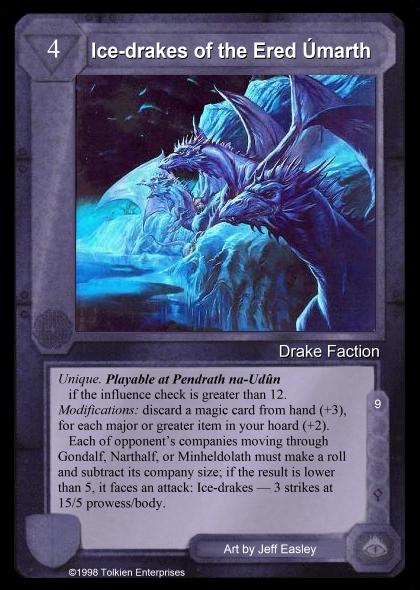 4
Ice-drakes of the Ered Úmarth
Drake Faction
Unique. Playable at Pendrath na-Udûn
if the influence check is greater than 12.
Modifications: discard a magic card from hand (+3),
for each major or greater item in your hoard (+2).
Each of opponent's companies moving through
Gondalf, Narthalf, or Minheldolath must make a roll
and subtract its company size; if the result is lower
than 5, it faces an attack: Ice-drakes — 3 strikes at
15/5 prowess/body.
9
Art by Jeff Easley
©1998 Tolkien Enterprises